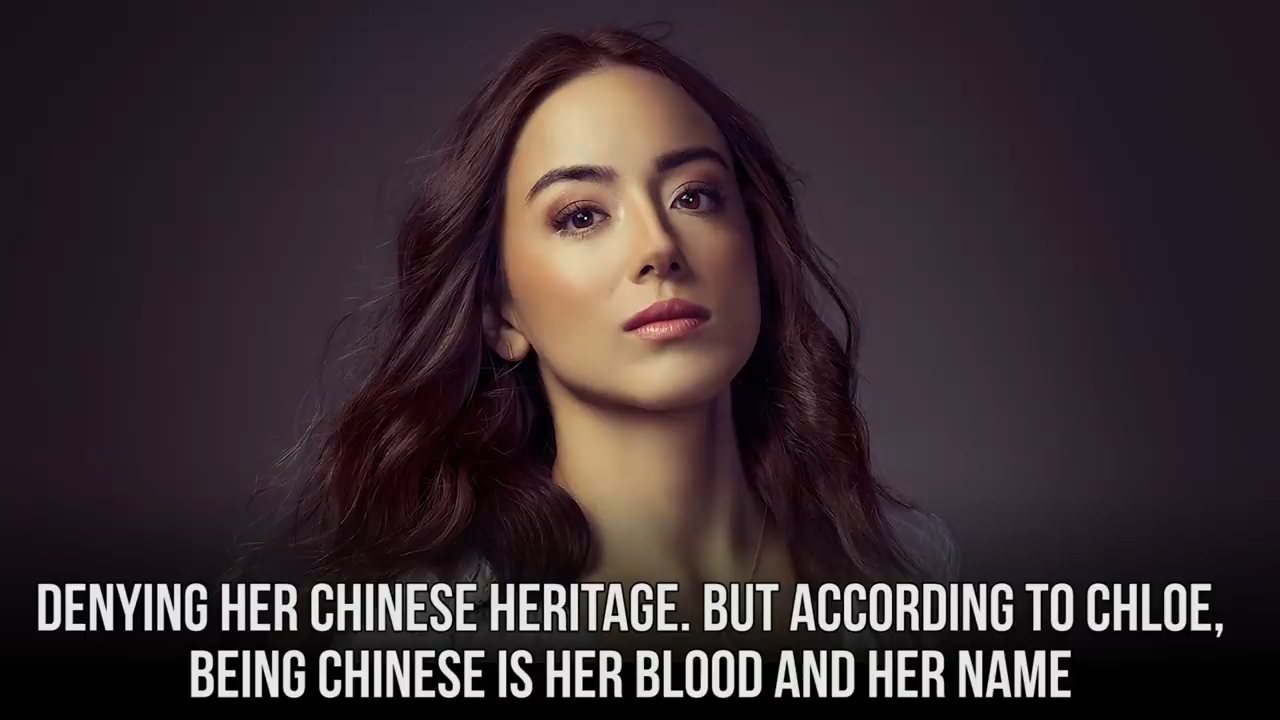 DENYING HER CHINESE HERITAGE. BUT ACCORDING TO CHLOE,
BEING CHINESE IS HER BLOOD AND HER NAME